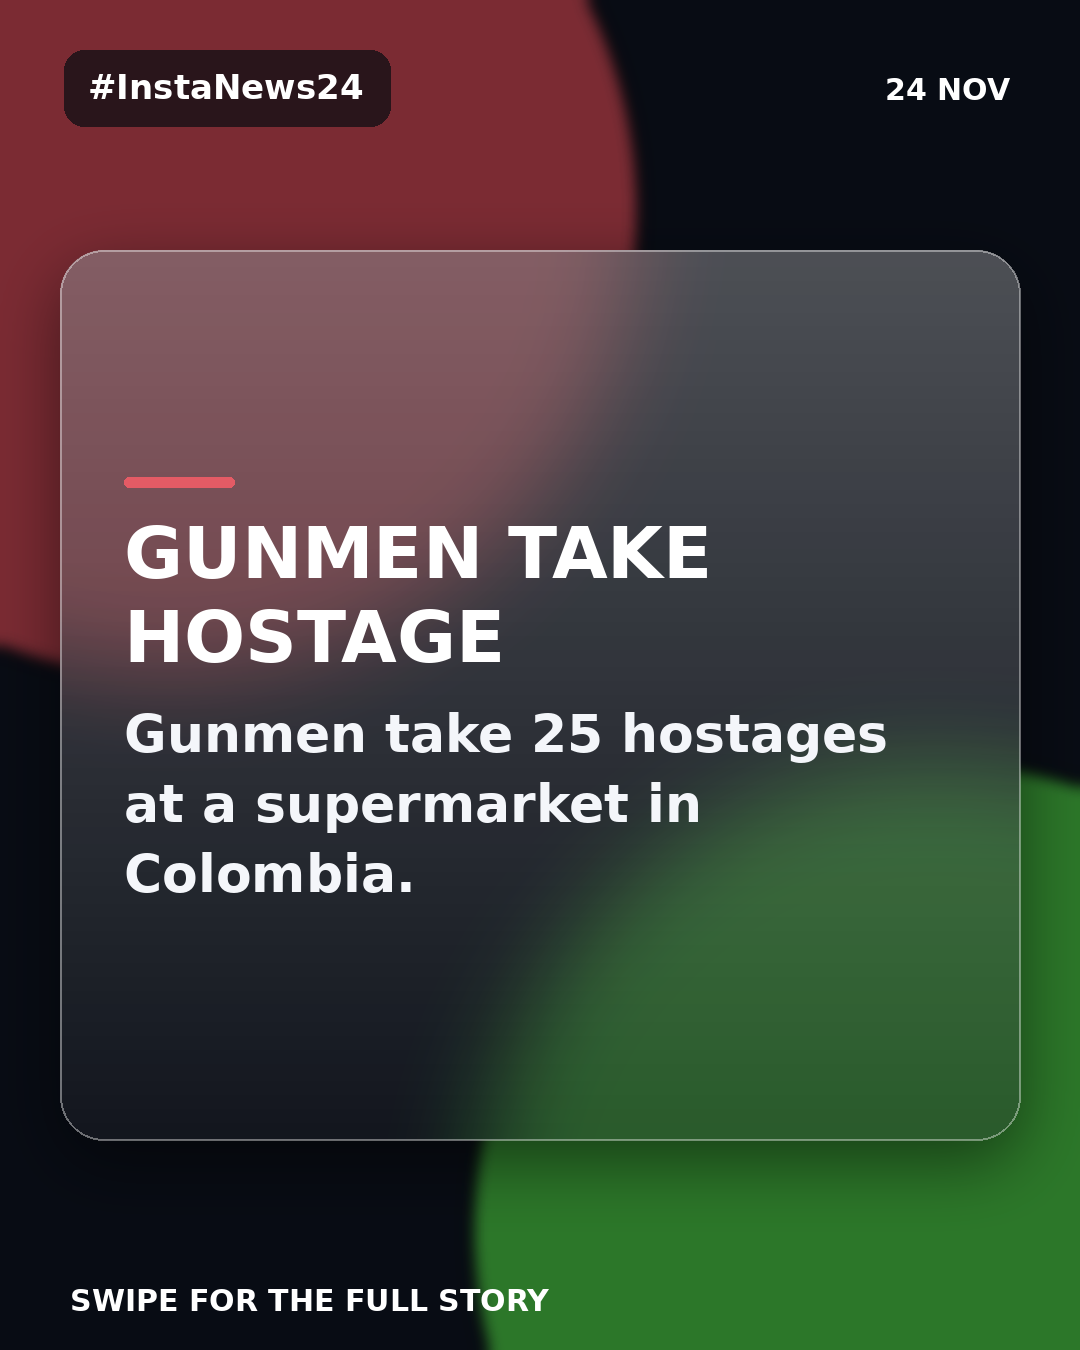 #InstaNews24
24 NOV
GUNMEN TAKE
HOSTAGE
Gunmen take 25 hostages
at a supermarket in
Colombia.
SWIPE FOR THE FULL STORY